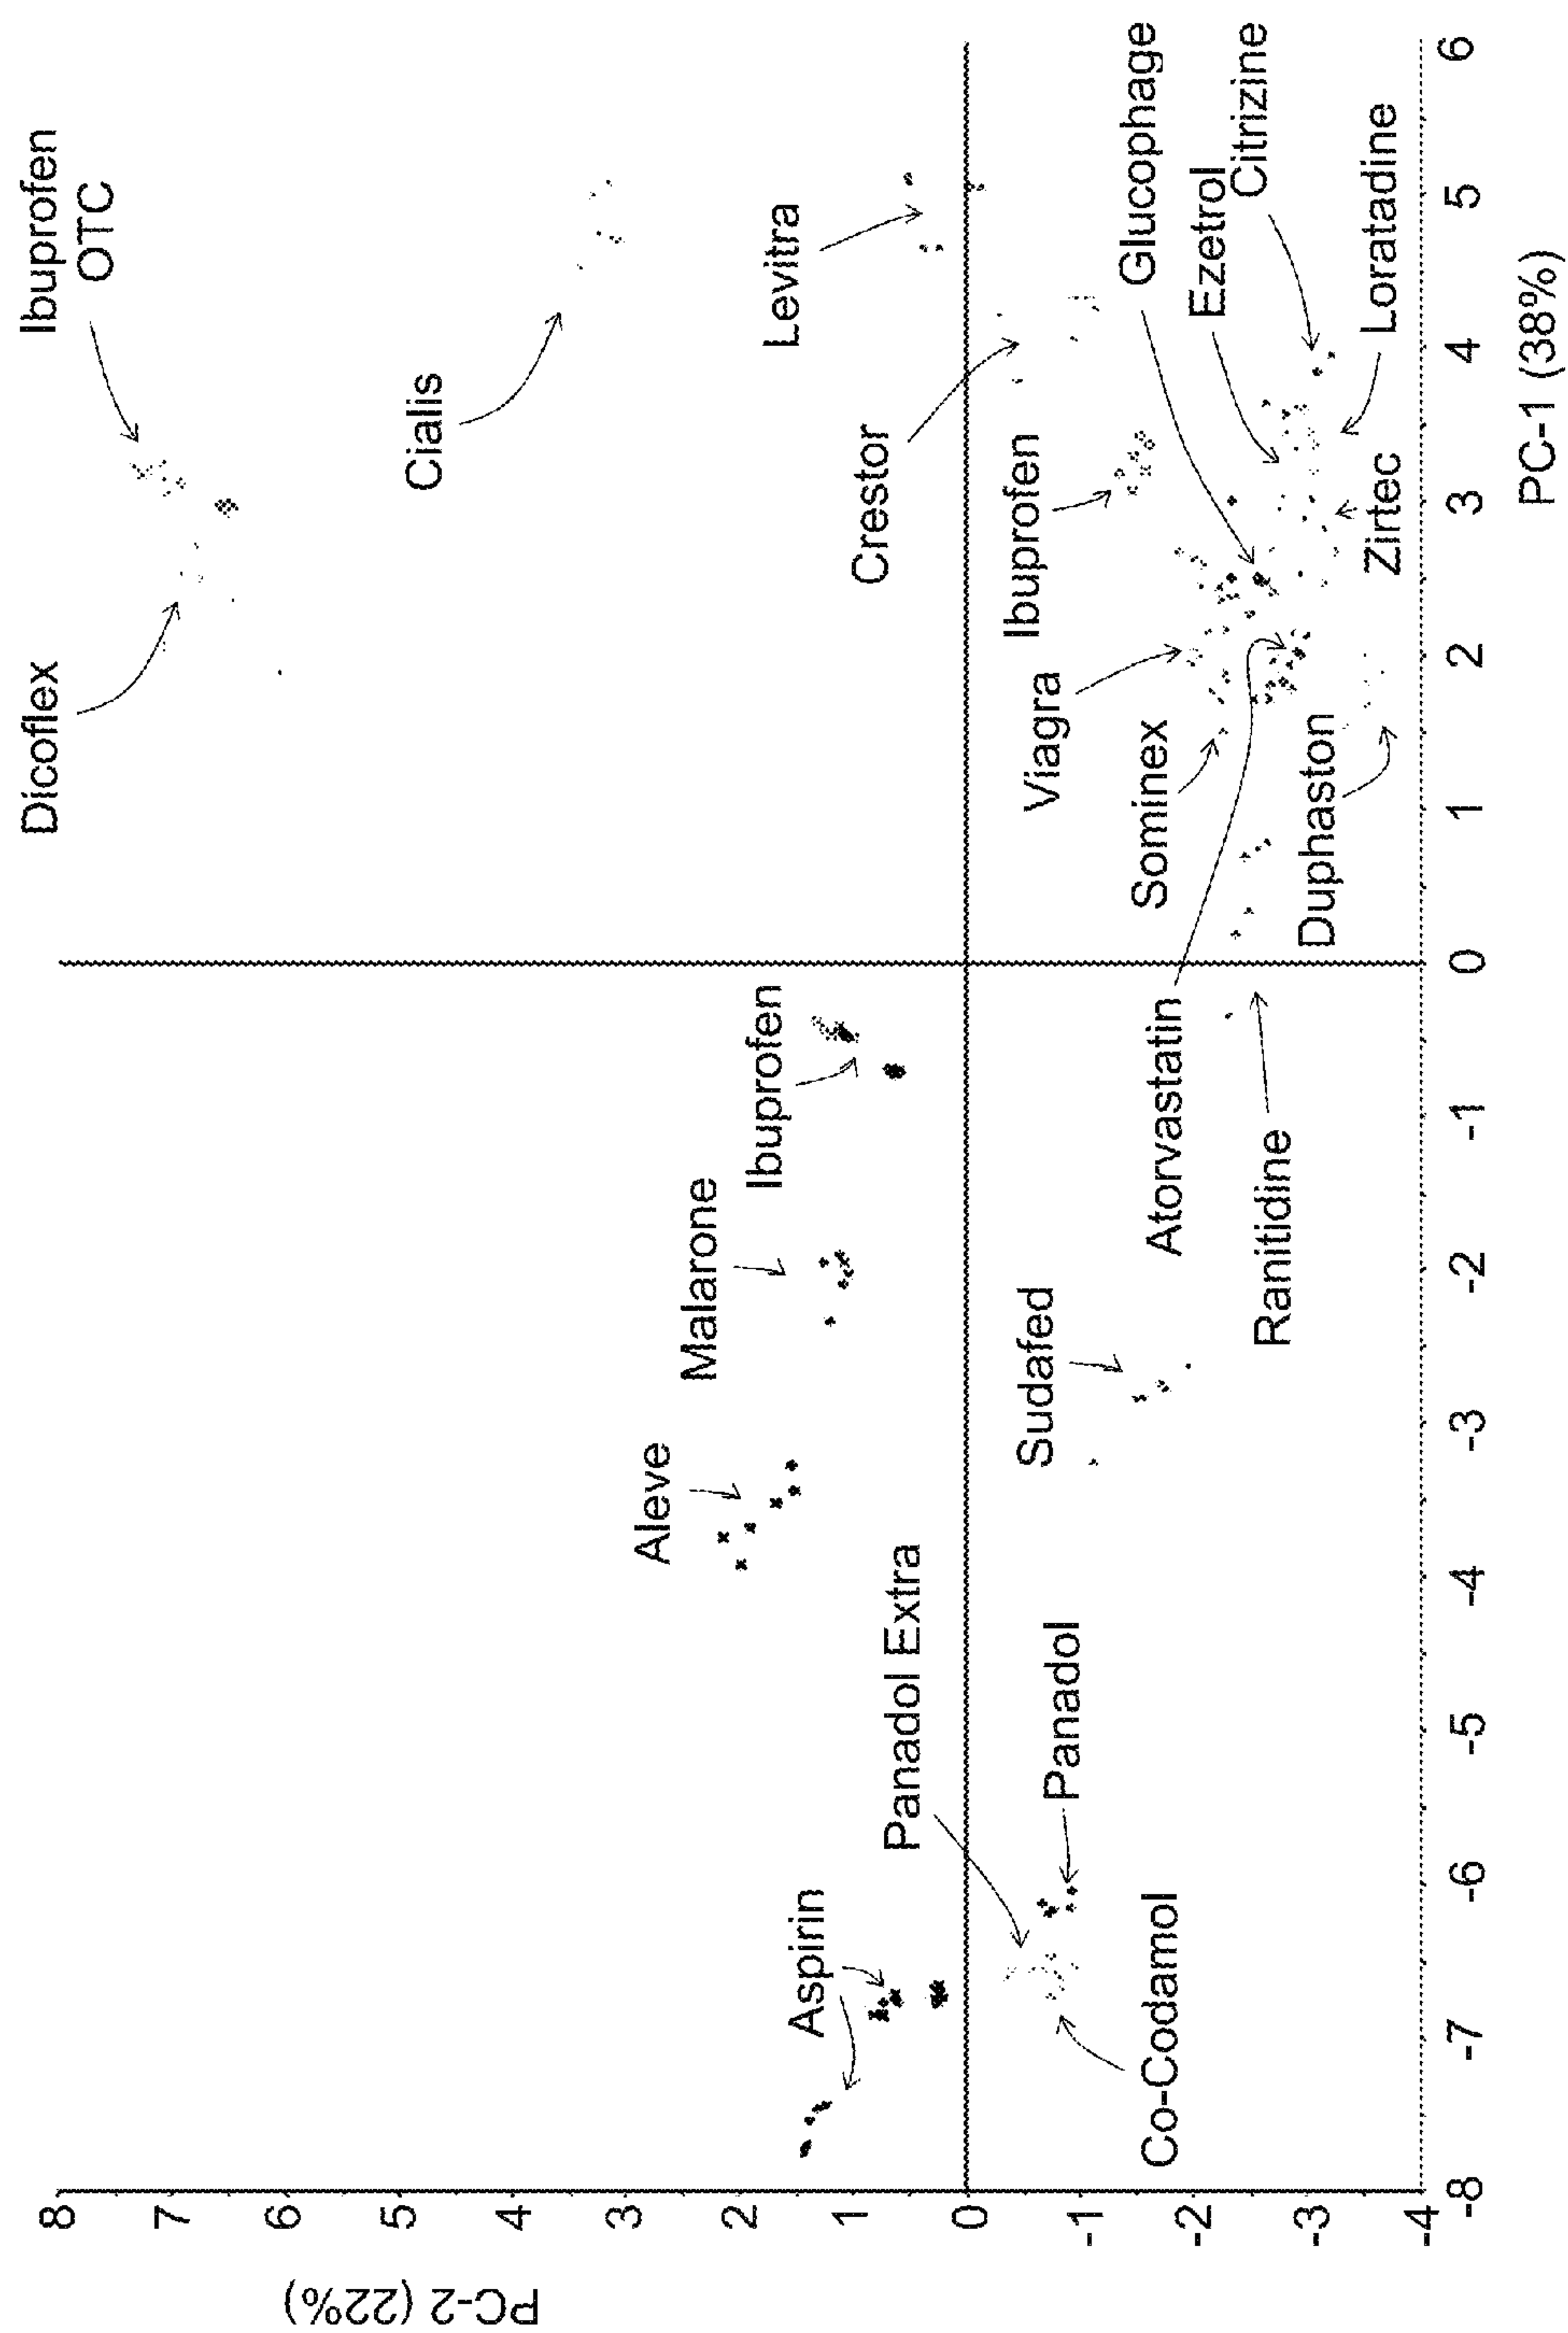 PC-2 (22%)
8
7
6
5
4
3
2
1
0
-1
-2
-3
-4
Dicoflex
Ibuprofen
OTC
Cialis
Levitra
Crestor
Aspirin
Aleve
Malarone
Ibuprofen
Panadol Extra
Panadol
Co-Codamol
Sudafed
Ranitidine
Atorvastatin
Viagra
Sominex
Duphaston
Ibuprofen
Glucophage
Ezetrol
Citrizine
Loratadine
Zirtec
-8
-7
-6
-5
-4
-3
-2
-1
0
1
2
3
4
5
6
PC-1 (38%)